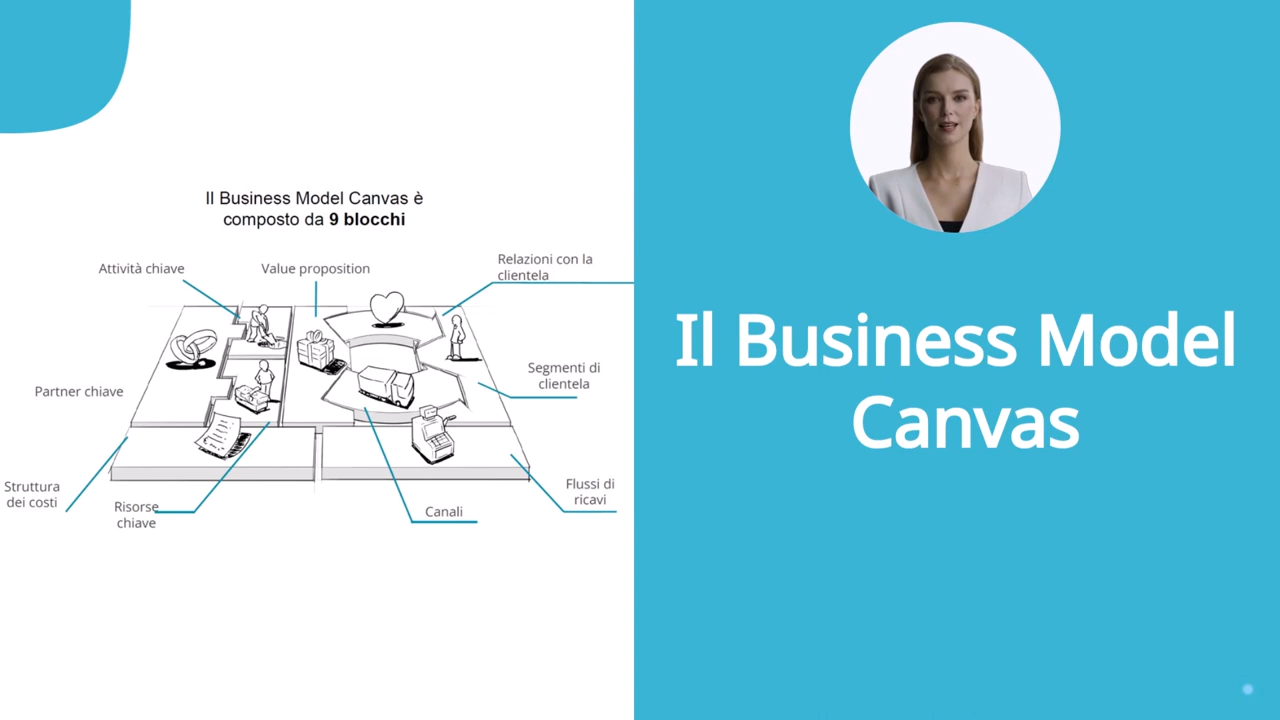 Il Business Model Canvas è
composto da 9 blocchi
Attività chiave
Value proposition
Relazioni con la
clientela
Segmenti di
clientela
Partner chiave
Struttura
dei costi
Risorse
chiave
Canali
Flussi di
ricavi
Il Business Model
Canvas